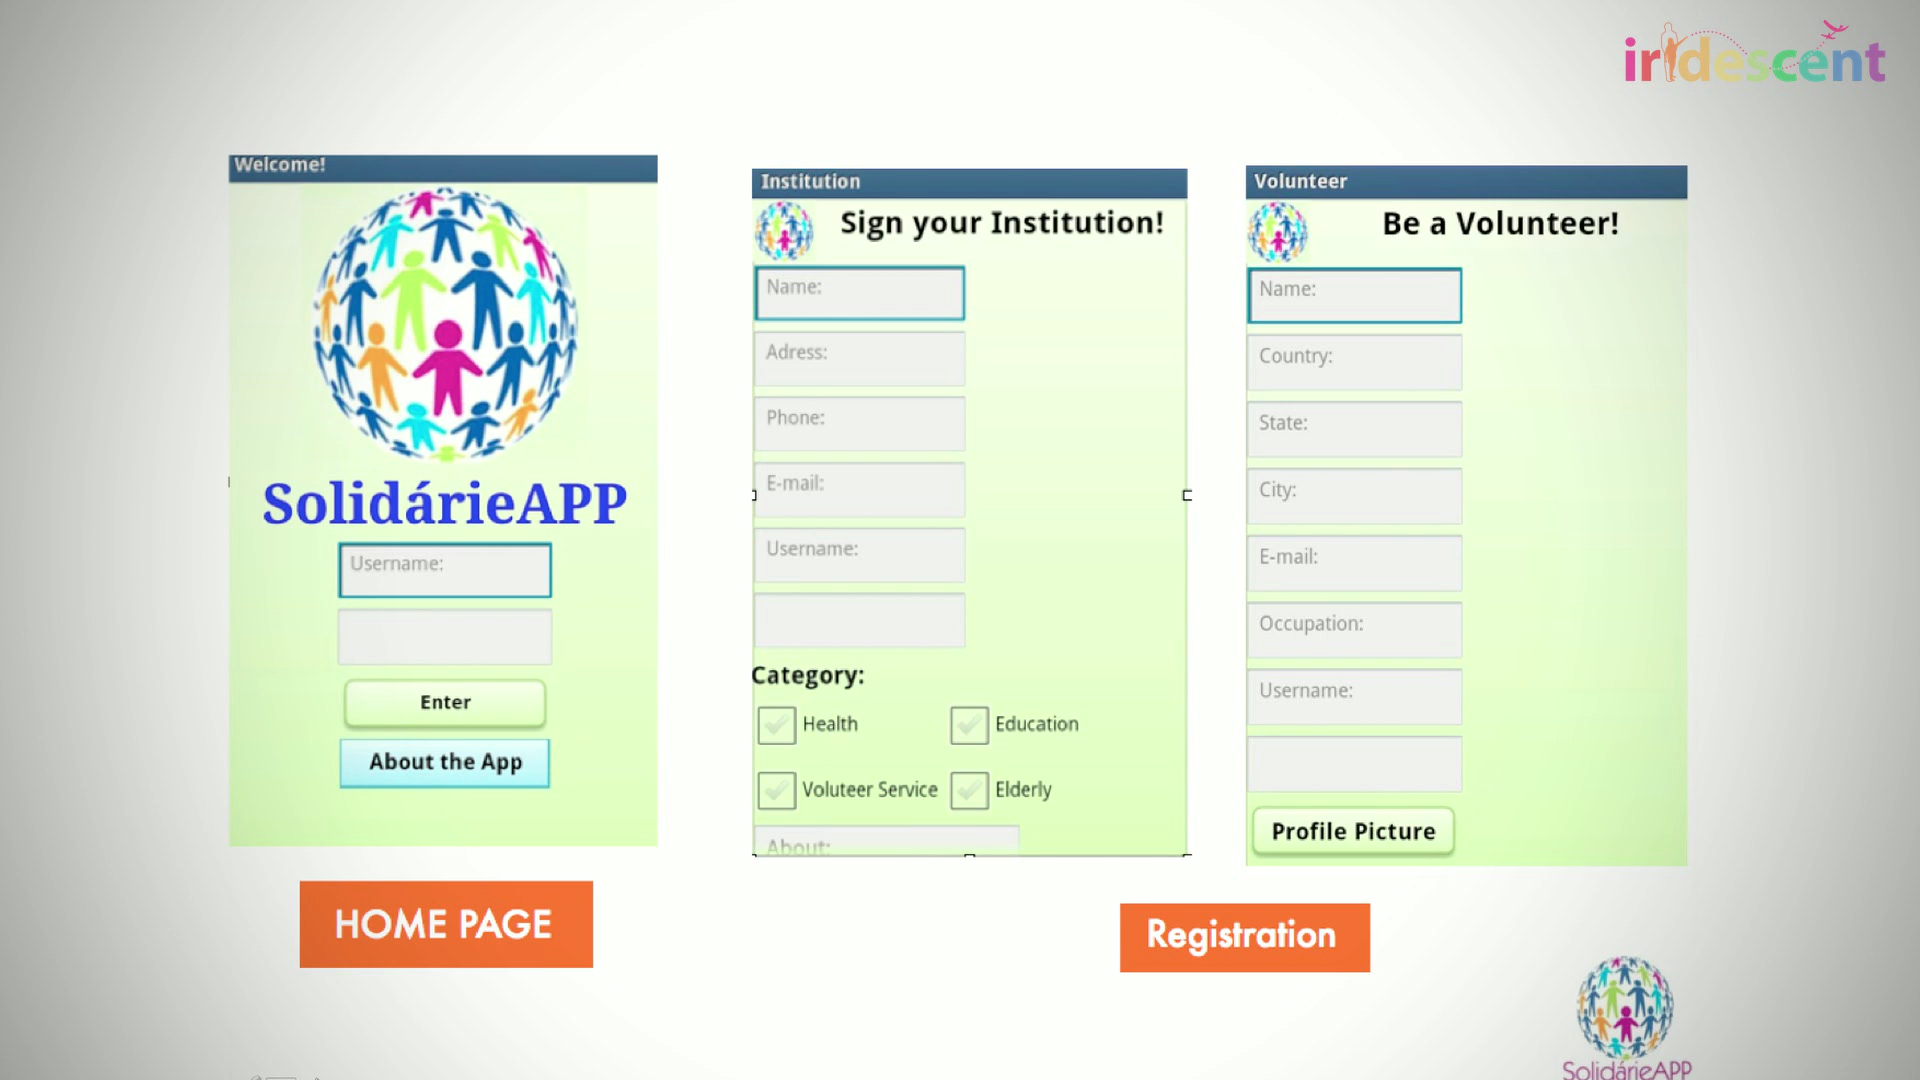 iridescent
Welcome!
SolidárieAPP
Username:
Enter
About the App
HOME PAGE
Institution
Sign your Institution!
Name:
Adress:
Phone:
E-mail:
Username:
Category:
Health
Education
Voluteer Service
Elderly
About:
Volunteer
Be a Volunteer!
Name:
Country:
State:
City:
E-mail:
Occupation:
Username:
Profile Picture
Registration
SolidárieAPP